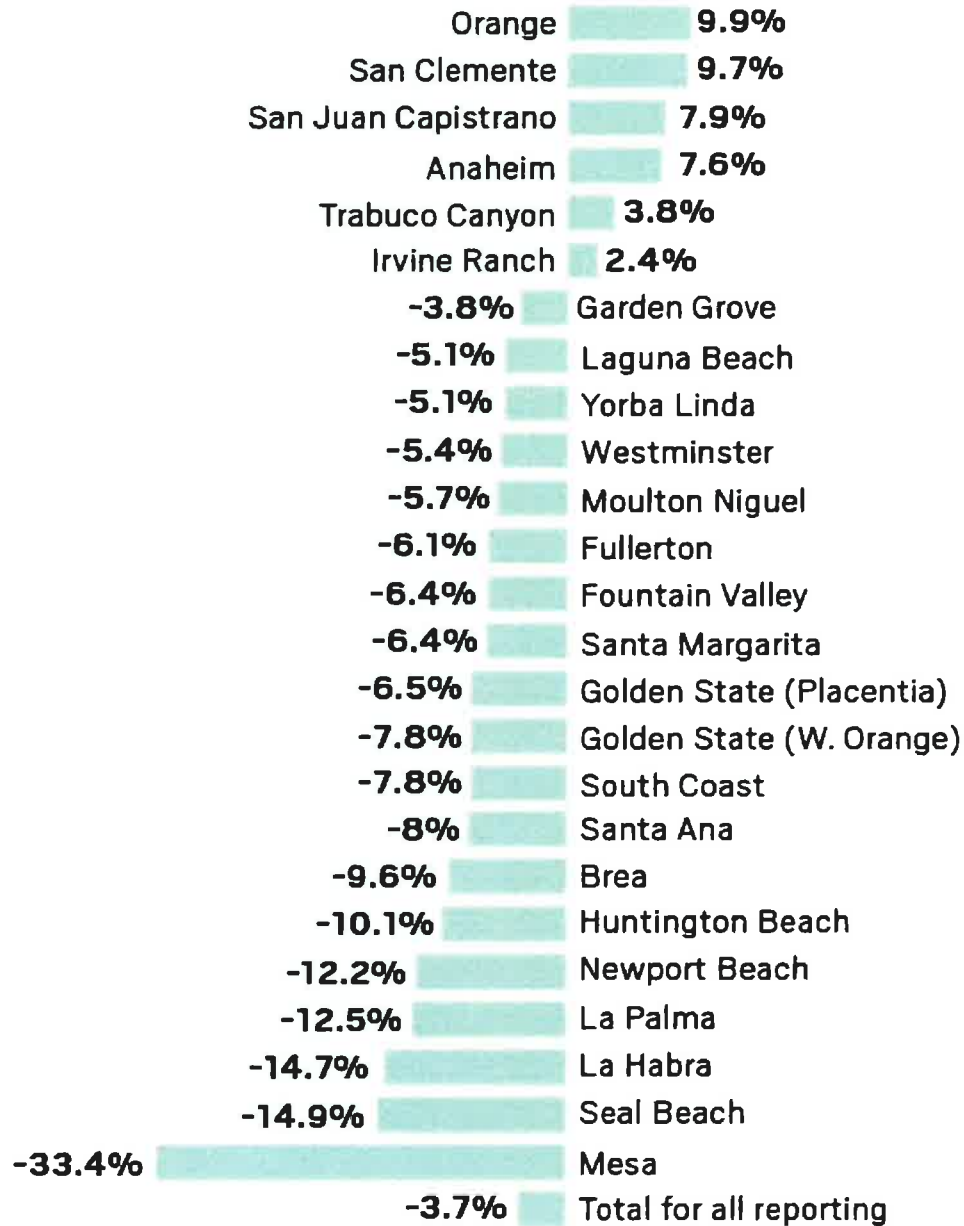 Orange 9.9%
San Clemente 9.7%
San Juan Capistrano 7.9%
Anaheim 7.6%
Trabuco Canyon 3.8%
Irvine Ranch 2.4%
-3.8% Garden Grove
-5.1% Laguna Beach
-5.1% Yorba Linda
-5.4% Westminster
-5.7% Moulton Niguel
-6.1% Fullerton
-6.4% Fountain Valley
-6.4% Santa Margarita
-6.5% Golden State (Placentia)
-7.8% Golden State (W. Orange)
-7.8% South Coast
-8% Santa Ana
-9.6% Brea
-10.1% Huntington Beach
-12.2% Newport Beach
-12.5% La Palma
-14.7% La Habra
-14.9% Seal Beach
-33.4% Mesa
-3.7% Total for all reporting